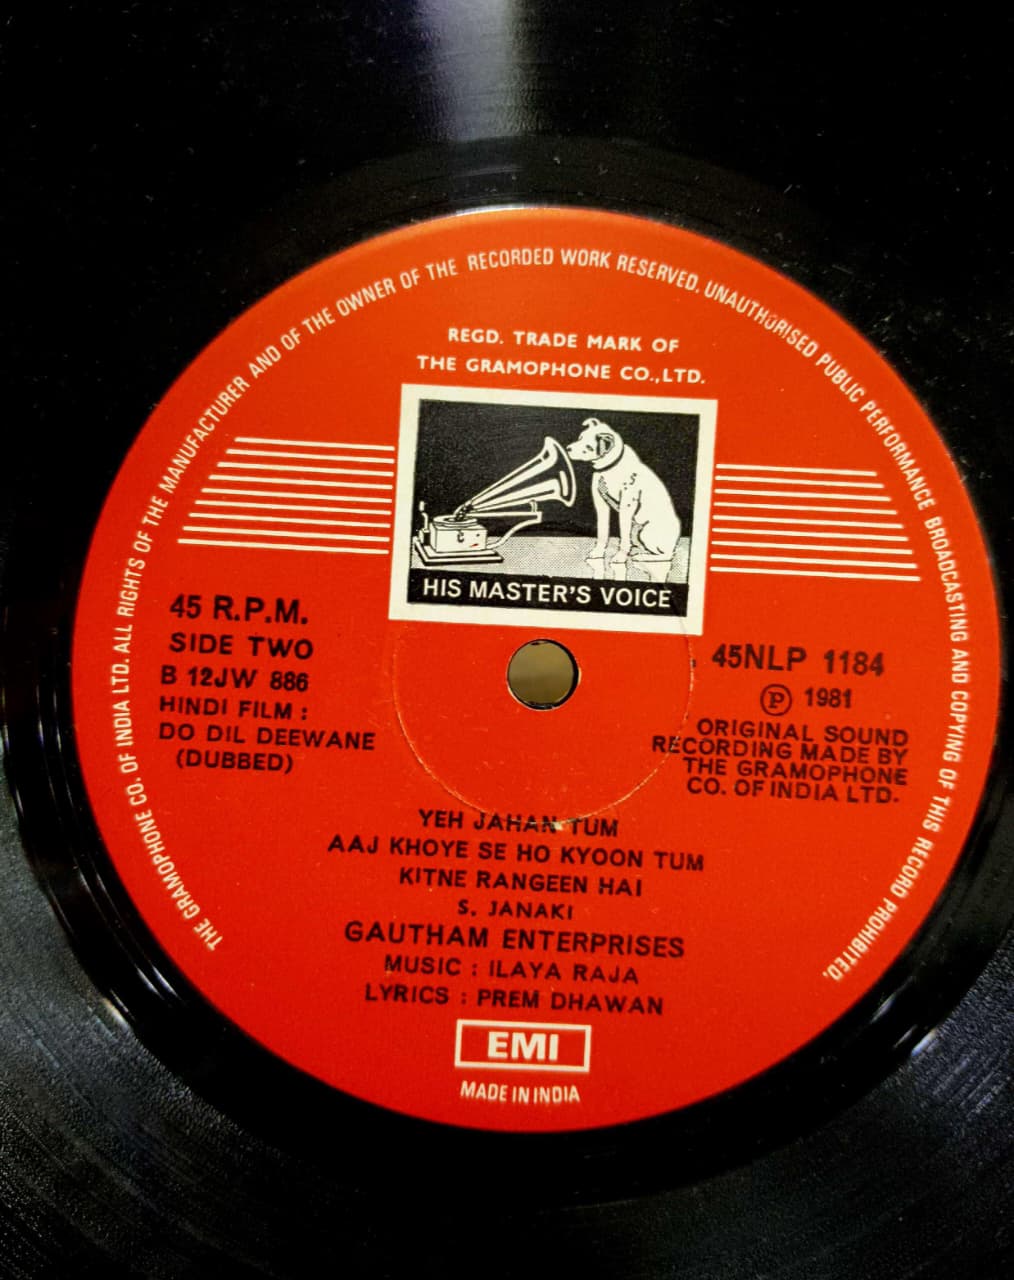 THE GRAMOPHONE CO. OF INDIA LTD. ALL RIGHTS OF THE MANUFACTURER AND OF THE OWNER OF THE RECORDED WORK RESERVED. UNAUTHORISED PUBLIC PERFORMANCE BROADCASTING AND COPYING OF THIS RECORD PROHIBITED.
REGD. TRADE MARK OF
THE GRAMOPHONE CO.,LTD.
HIS MASTER'S VOICE
45 R.P.M.
SIDE TWO
B 12JW 886
HINDI FILM :
DO DIL DEEWANE
(DUBBED)
45NLP 1184
℗ 1981
ORIGINAL SOUND
RECORDING MADE BY
THE GRAMOPHONE
CO. OF INDIA LTD.
YEH JAHAN TUM
AAJ KHOYE SE HO KYOON TUM
KITNE RANGEEN HAI
S. JANAKI
GAUTHAM ENTERPRISES
MUSIC : ILAYA RAJA
LYRICS : PREM DHAWAN
EMI
MADE IN INDIA